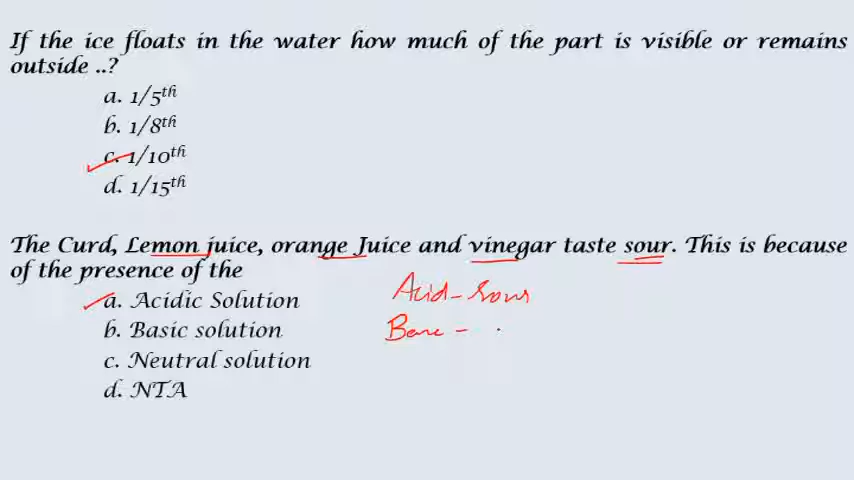 If the ice floats in the water how much of the part is visible or remains
outside ..?
a. 1/5th
b. 1/8th
c. 1/10th
d. 1/15th
The Curd, Lemon juice, orange Juice and vinegar taste sour. This is because
of the presence of the
a. Acidic Solution
Acid - Sour
b. Basic solution
Base -
c. Neutral solution
d. NTA